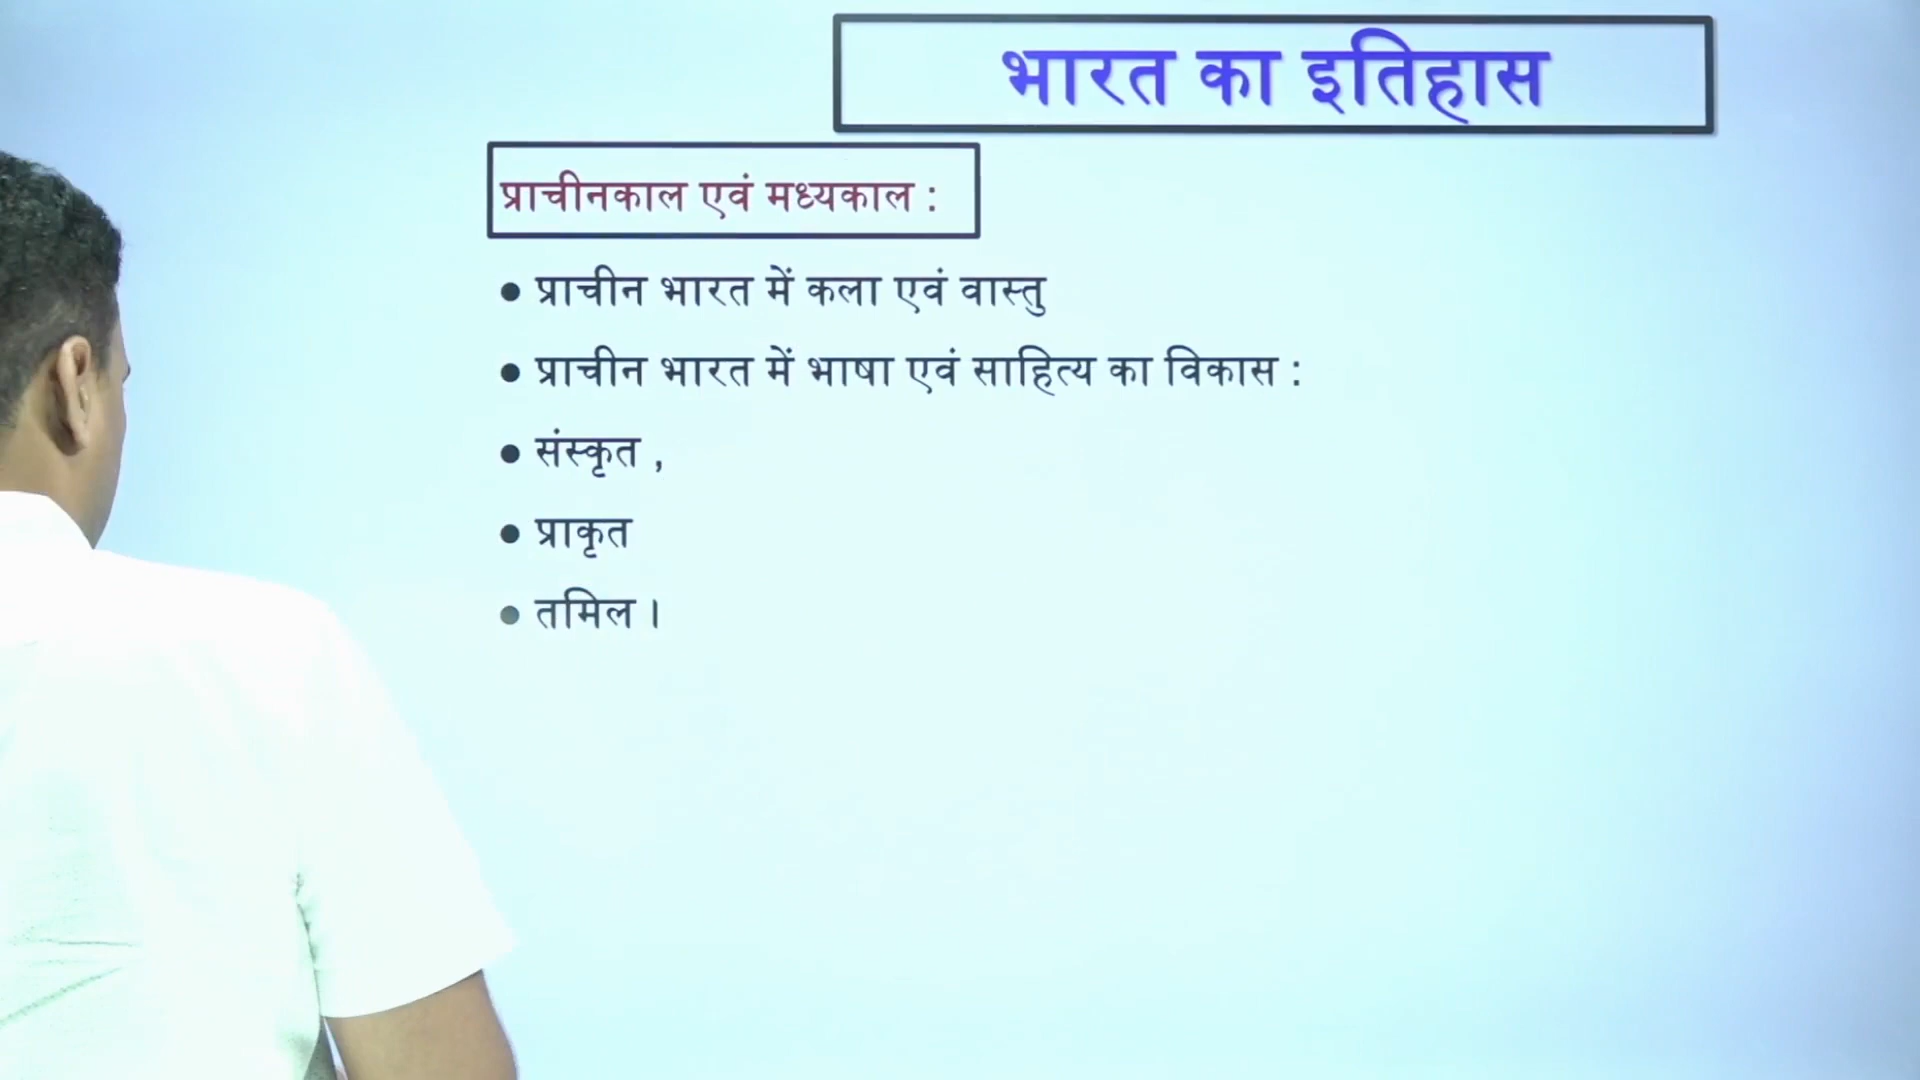 भारत का इतिहास
प्राचीनकाल एवं मध्यकाल :
• प्राचीन भारत में कला एवं वास्तु
• प्राचीन भारत में भाषा एवं साहित्य का विकास :
• संस्कृत ,
• प्राकृत
• तमिल ।